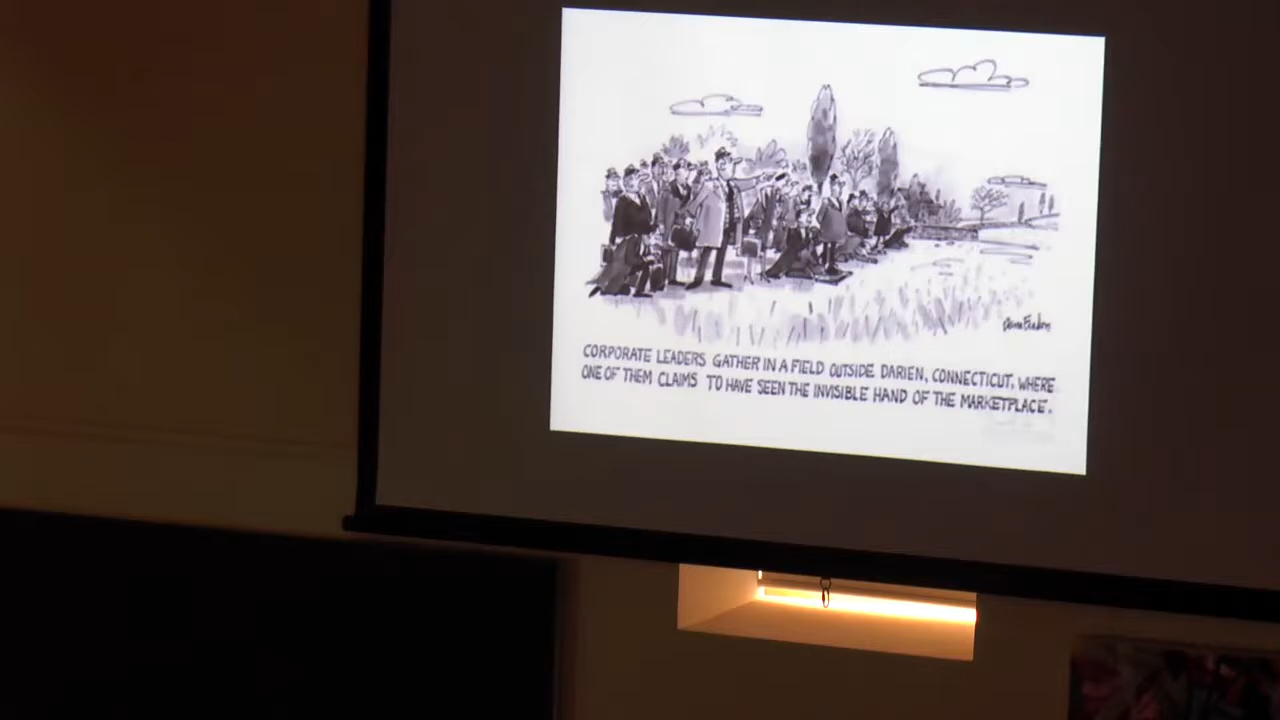 CORPORATE LEADERS GATHER IN A FIELD OUTSIDE DARIEN, CONNECTICUT, WHERE
ONE OF THEM CLAIMS TO HAVE SEEN THE INVISIBLE HAND OF THE MARKETPLACE.